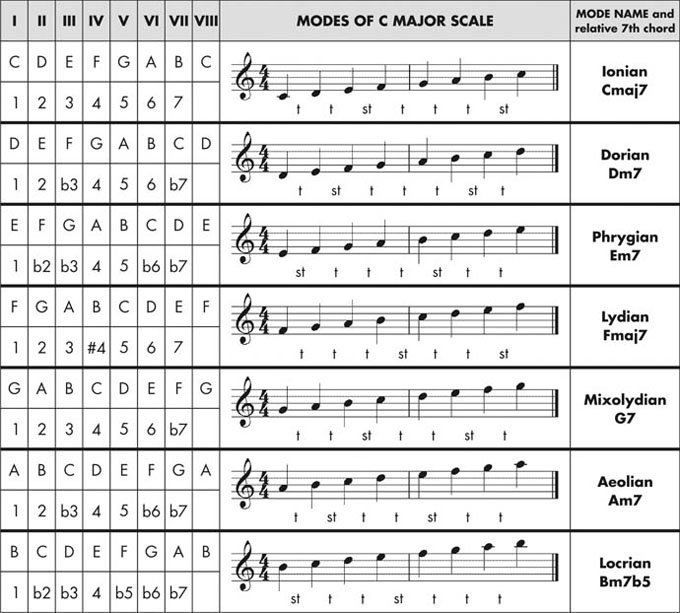 I II III IV V VI VII VIII MODES OF C MAJOR SCALE MODE NAME and relative 7th chord
C D E F G A B C
1 2 3 4 5 6 7
t t st t t t st
Ionian
Cmaj7
D E F G A B C D
1 2 b3 4 5 6 b7
t st t t t st t
Dorian
Dm7
E F G A B C D E
1 b2 b3 4 5 b6 b7
st t t t st t t
Phrygian
Em7
F G A B C D E F
1 2 3 #4 5 6 7
t t t st t t st
Lydian
Fmaj7
G A B C D E F G
1 2 3 4 5 6 b7
t t st t t st t
Mixolydian
G7
A B C D E F G A
1 2 b3 4 5 b6 b7
t st t t st t t
Aeolian
Am7
B C D E F G A B
1 b2 b3 4 b5 b6 b7
st t t st t t t
Locrian
Bm7b5